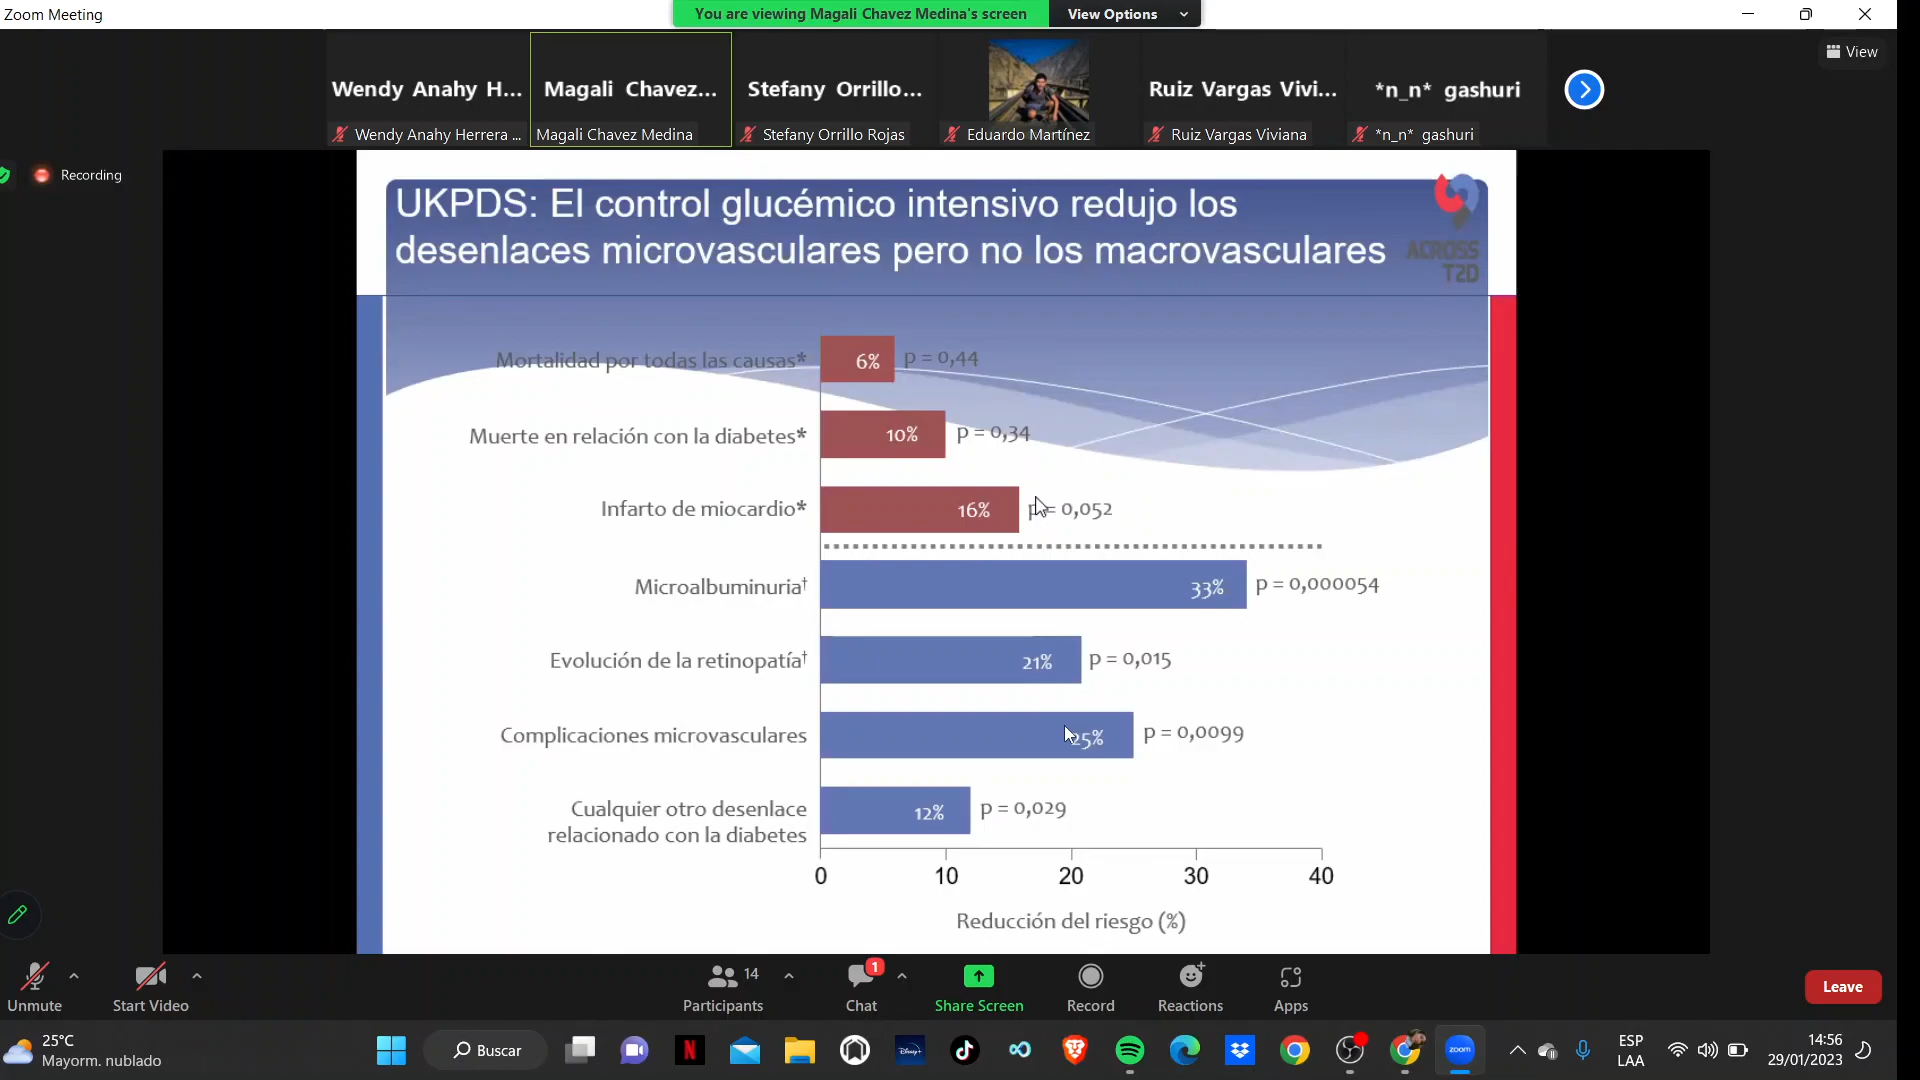 Zoom Meeting
You are viewing Magali Chavez Medina's screen
View Options
View
Wendy Anahy H...
Magali Chavez...
Stefany Orrillo...
Ruiz Vargas Vivi...
*n_n* gashuri
Wendy Anahy Herrera ...
Magali Chavez Medina
Stefany Orrillo Rojas
Eduardo Martínez
Ruiz Vargas Viviana
*n_n* gashuri
Recording
UKPDS: El control glucémico intensivo redujo los
desenlaces microvasculares pero no los macrovasculares
ACROSS
T2D
Mortalidad por todas las causas* 6% p = 0,44
Muerte en relación con la diabetes* 10% p = 0,34
Infarto de miocardio* 16% p = 0,052
Microalbuminuria† 33% p = 0,000054
Evolución de la retinopatía† 21% p = 0,015
Complicaciones microvasculares 25% p = 0,0099
Cualquier otro desenlace
relacionado con la diabetes
12% p = 0,029
0 10 20 30 40
Reducción del riesgo (%)
Unmute
Start Video
14
Participants
1
Chat
Share Screen
Record
Reactions
Apps
Leave
25°C
Mayorm. nublado
Buscar
N
Disney+
zoom
ESP
LAA
14:56
29/01/2023